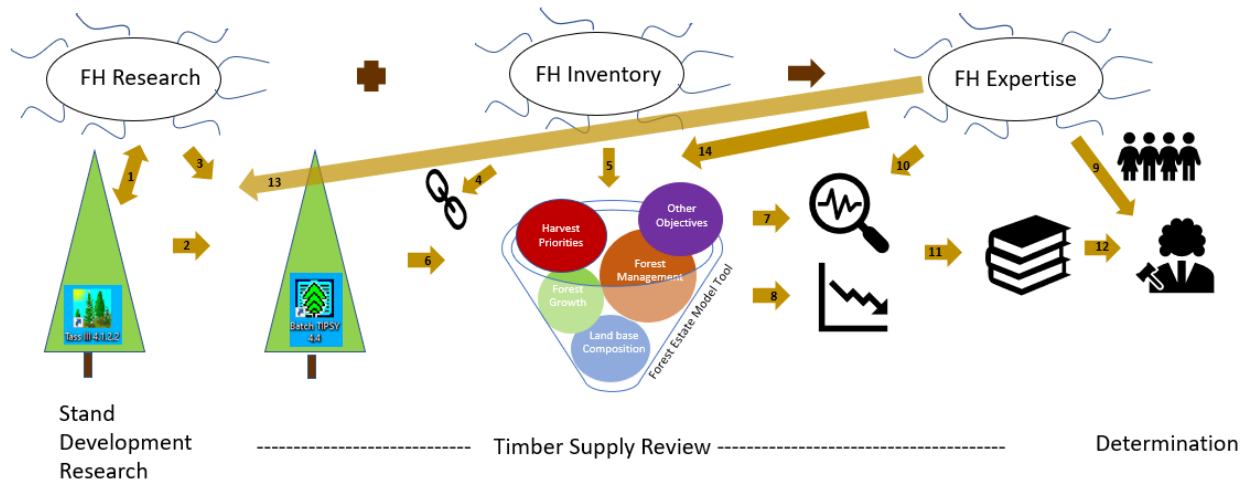 FH Research
FH Inventory
FH Expertise
1
3
13
4
5
14
10
9
2
6
7
8
11
12
Harvest
Priorities
Other
Objectives
Forest
Management
Forest
Growth
Land base
Composition
Forest Estate Model Tool
Tass III 4.1.2.2
Batch TIPSY
4.4
Stand
Development
Research
Timber Supply Review
Determination